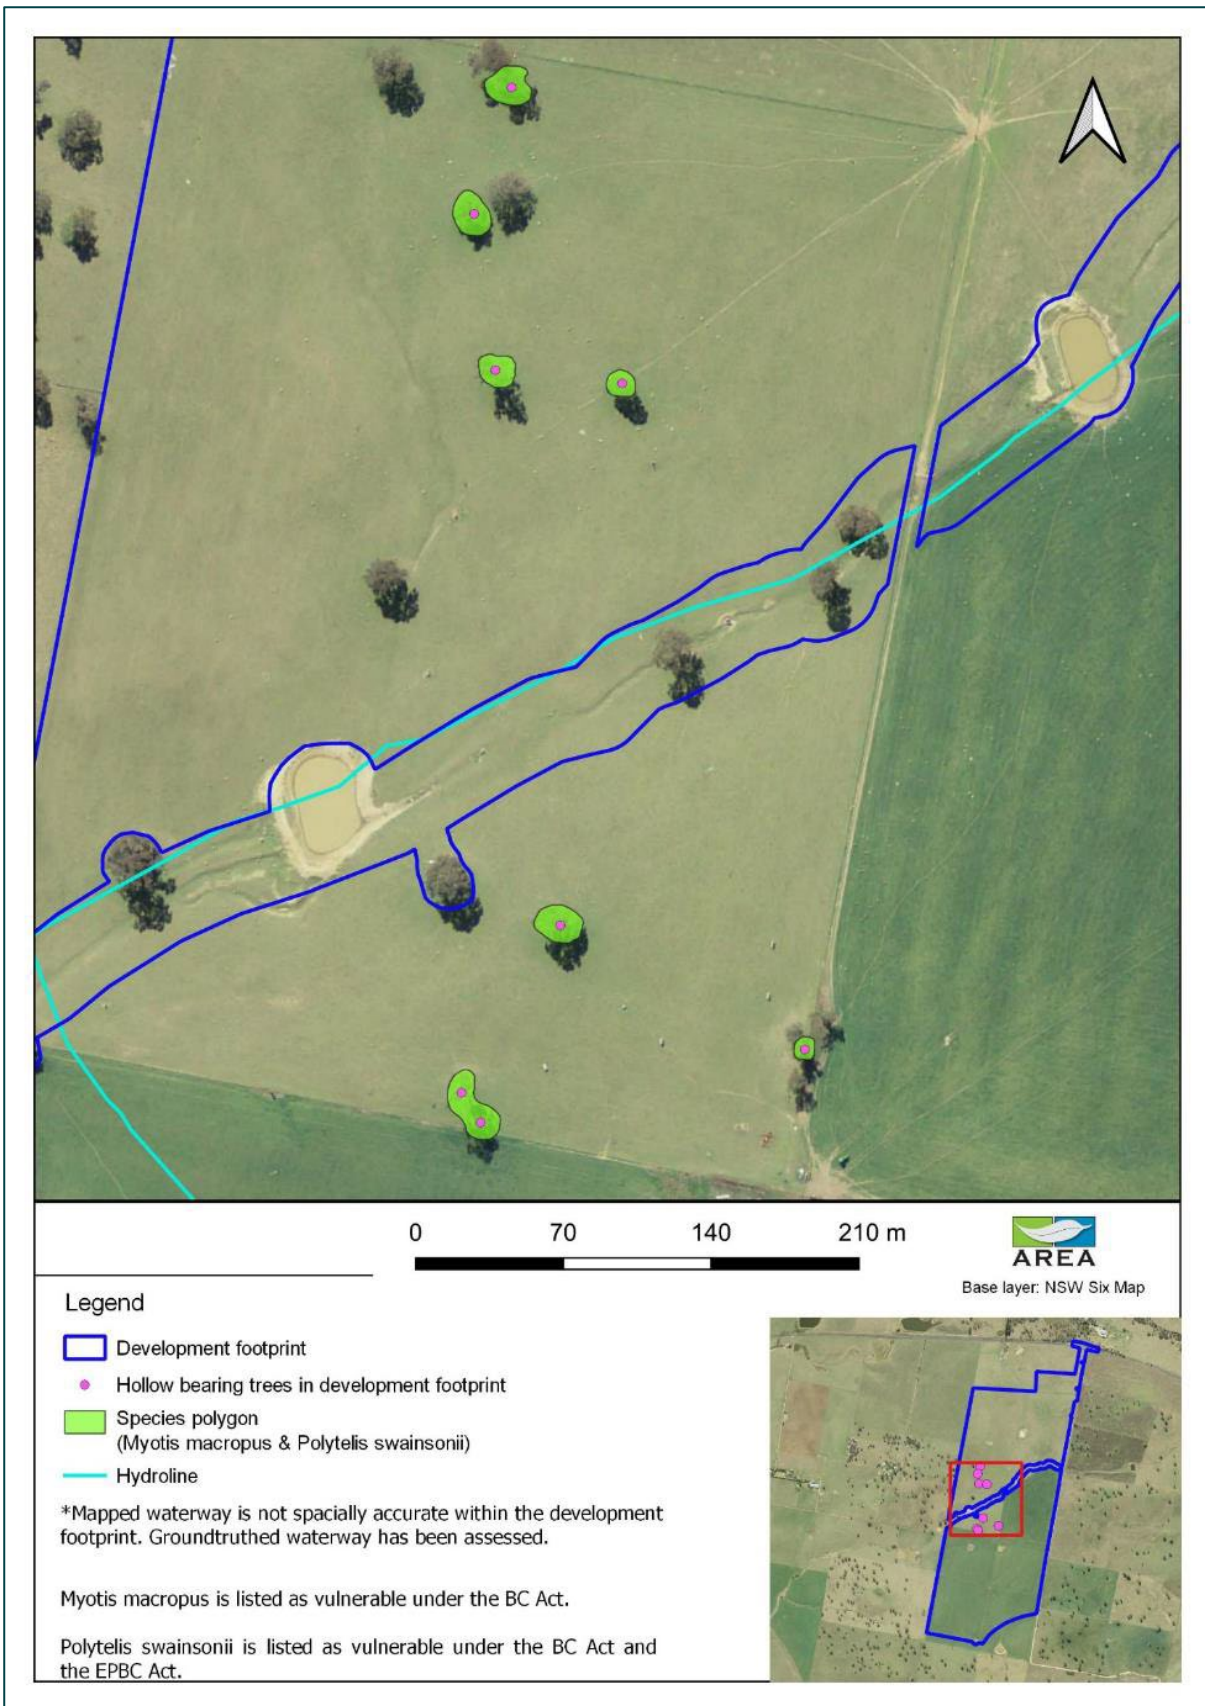 0 70 140 210 m
AREA
Base layer: NSW Six Map
Legend
Development footprint
Hollow bearing trees in development footprint
Species polygon
(Myotis macropus & Polytelis swainsonii)
Hydroline
*Mapped waterway is not spacially accurate within the development
footprint. Groundtruthed waterway has been assessed.
Myotis macropus is listed as vulnerable under the BC Act.
Polytelis swainsonii is listed as vulnerable under the BC Act and
the EPBC Act.